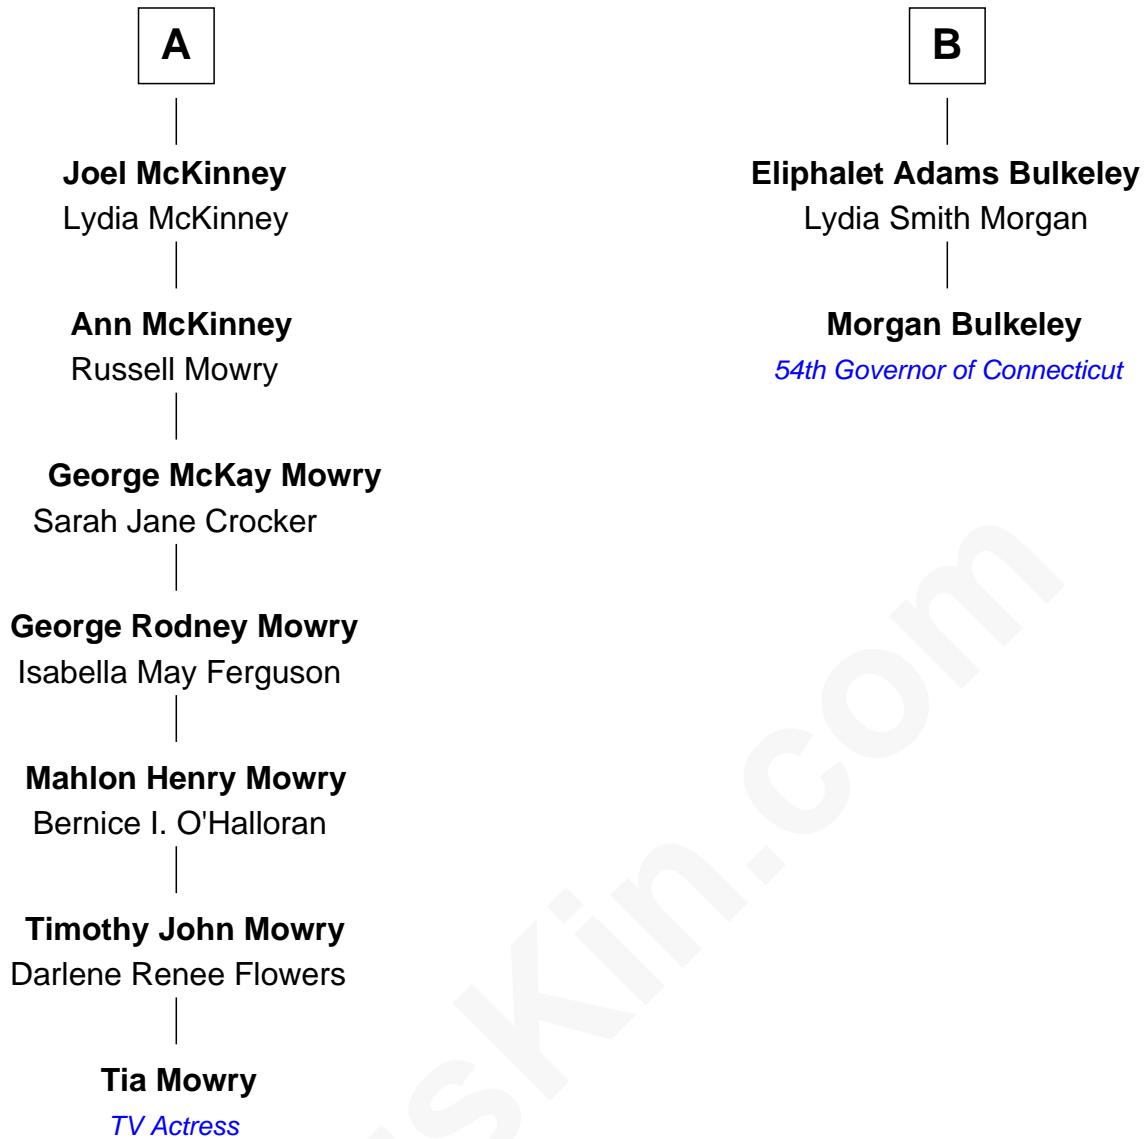 A
Joel McKinney
Lydia McKinney
Ann McKinney
Russell Mowry
George McKay Mowry
Sarah Jane Crocker
George Rodney Mowry
Isabella May Ferguson
Mahlon Henry Mowry
Bernice I. O'Halloran
Timothy John Mowry
Darlene Renee Flowers
Tia Mowry
TV Actress
B
Eliphalet Adams Bulkeley
Lydia Smith Morgan
Morgan Bulkeley
54th Governor of Connecticut
sKin.com